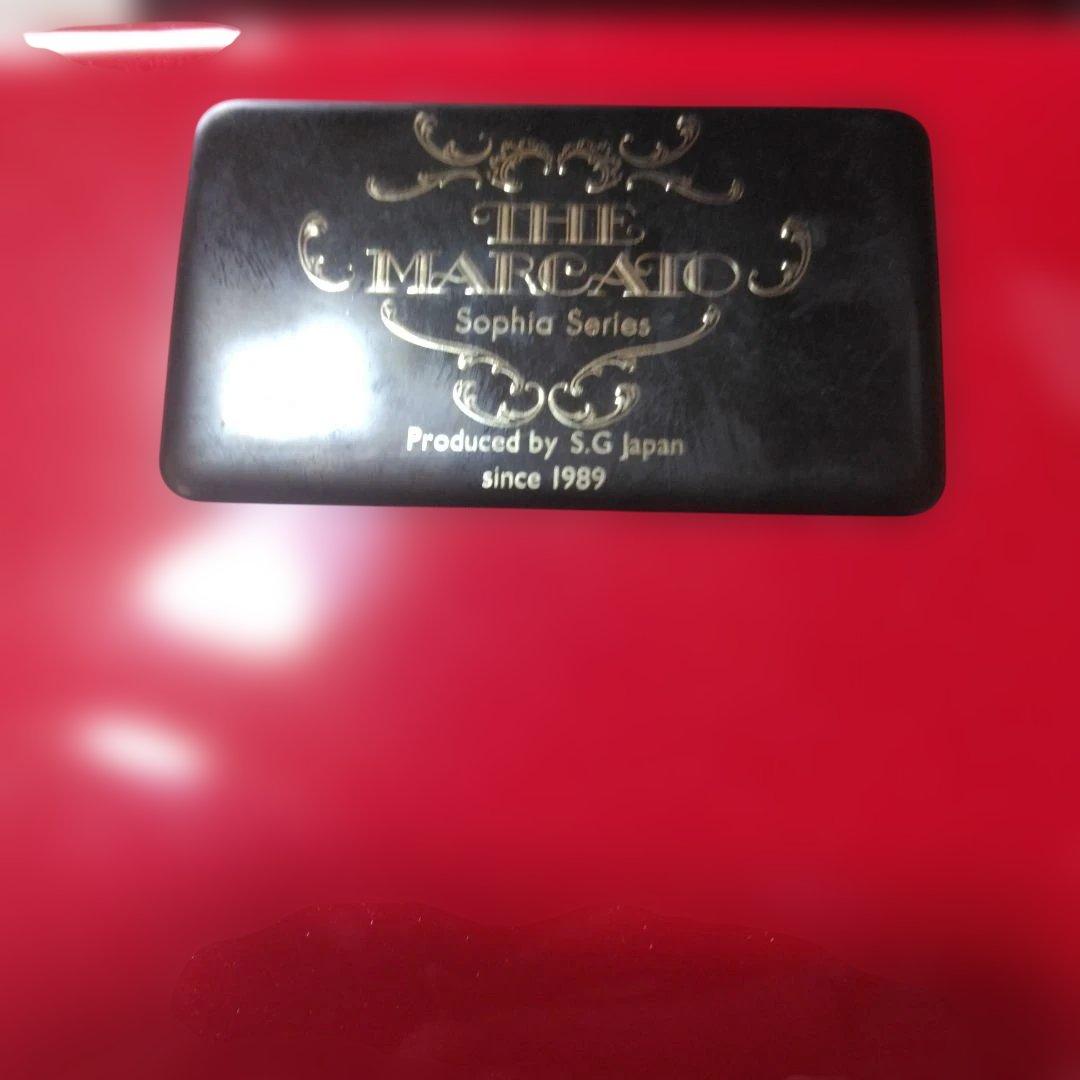 THE
MARCATO
Sophia Series
Produced by S.G Japan
since 1989